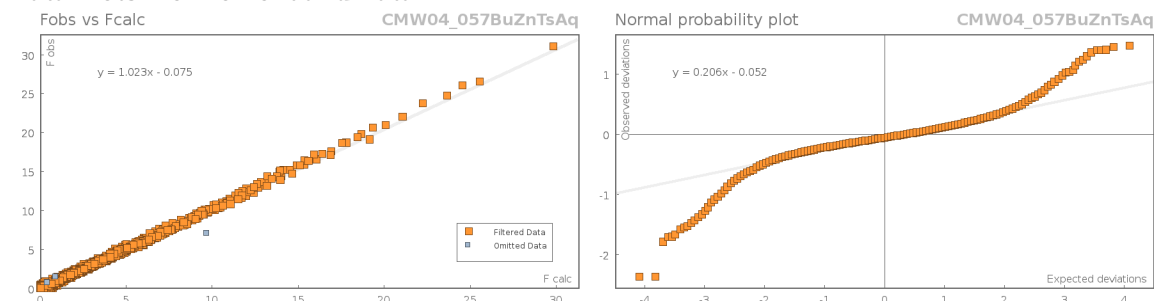 Fobs vs Fcalc
CMW04_057BuZnTsAq
F obs
y = 1.023x - 0.075
30
25
20
15
10
5
0
0
5
10
15
20
25
30
Filtered Data
Omitted Data
F calc
Normal probability plot
CMW04_057BuZnTsAq
Observed deviations
y = 0.206x - 0.052
1
0
-1
-2
-4
-3
-2
-1
0
1
2
3
4
Expected deviations